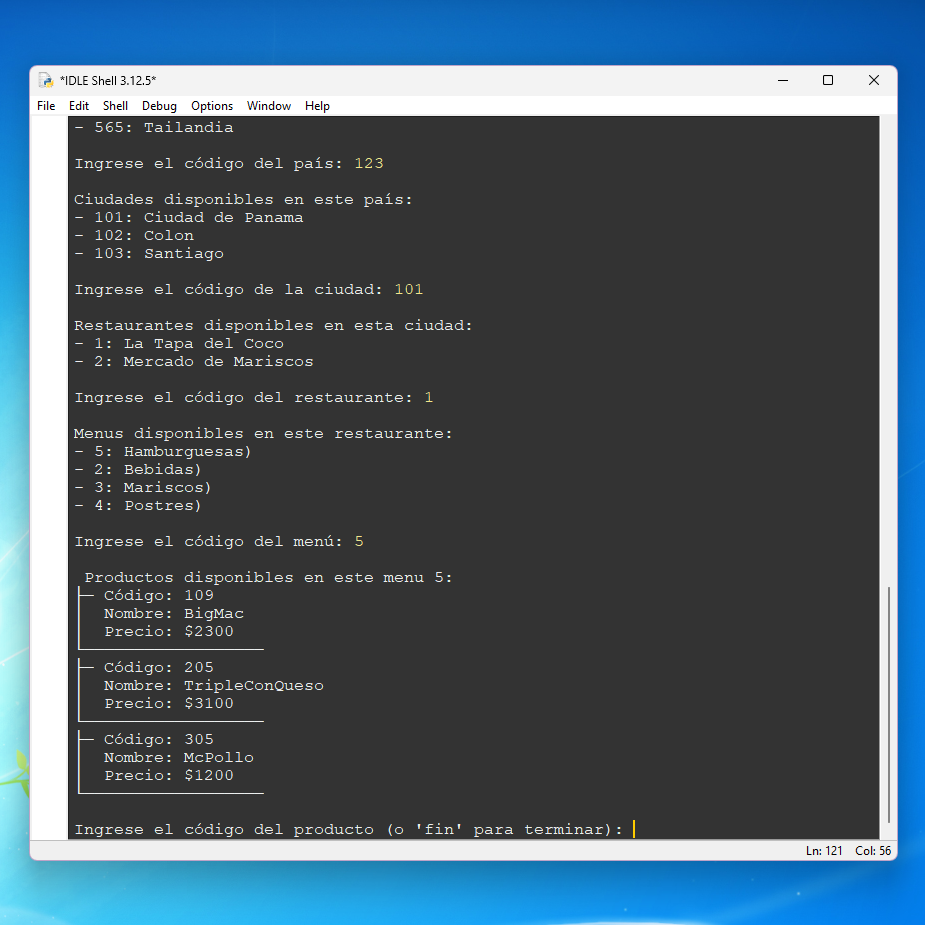 *IDLE Shell 3.12.5*
File Edit Shell Debug Options Window Help
- 565: Tailandia
Ingrese el código del país: 123
Ciudades disponibles en este país:
- 101: Ciudad de Panama
- 102: Colon
- 103: Santiago
Ingrese el código de la ciudad: 101
Restaurantes disponibles en esta ciudad:
- 1: La Tapa del Coco
- 2: Mercado de Mariscos
Ingrese el código del restaurante: 1
Menus disponibles en este restaurante:
- 5: Hamburguesas)
- 2: Bebidas)
- 3: Mariscos)
- 4: Postres)
Ingrese el código del menú: 5
Productos disponibles en este menu 5:
├─ Código: 109
│  Nombre: BigMac
│  Precio: $2300
└──────────────────
├─ Código: 205
│  Nombre: TripleConQueso
│  Precio: $3100
└──────────────────
├─ Código: 305
│  Nombre: McPollo
│  Precio: $1200
└──────────────────
Ingrese el código del producto (o 'fin' para terminar):
Ln: 121 Col: 56